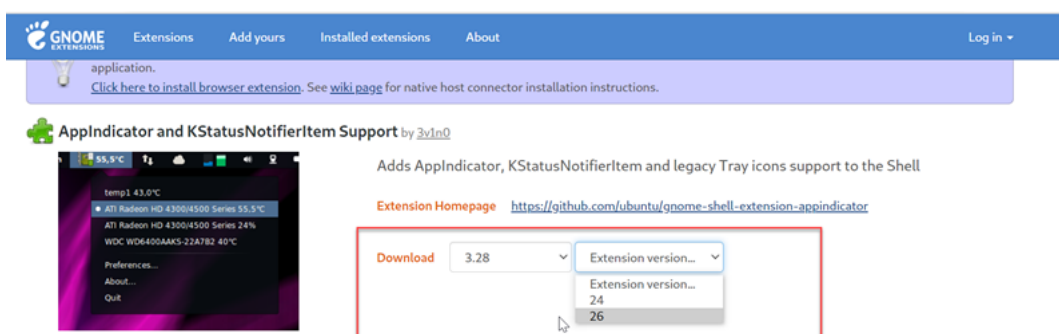 GNOME
EXTENSIONS
Extensions Add yours Installed extensions About Log in
application.
Click here to install browser extension. See wiki page for native host connector installation instructions.
AppIndicator and KStatusNotifierItem Support by 3v1n0
55,5°C
temp1 43,0°C
ATI Radeon HD 4300/4500 Series 55,5°C
ATI Radeon HD 4300/4500 Series 24%
WDC WD6400AAKS-22A7B2 40°C
Preferences...
About...
Quit
Adds AppIndicator, KStatusNotifierItem and legacy Tray icons support to the Shell
Extension Homepage https://github.com/ubuntu/gnome-shell-extension-appindicator
Download 3.28 Extension version...
Extension version...
24
26